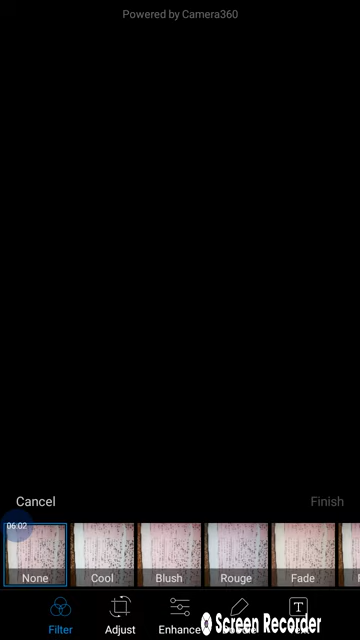 Powered by Camera360
Cancel
Finish
06:02
None
Cool
Blush
Rouge
Fade
Filter
Adjust
Enhance
Screen Recorder